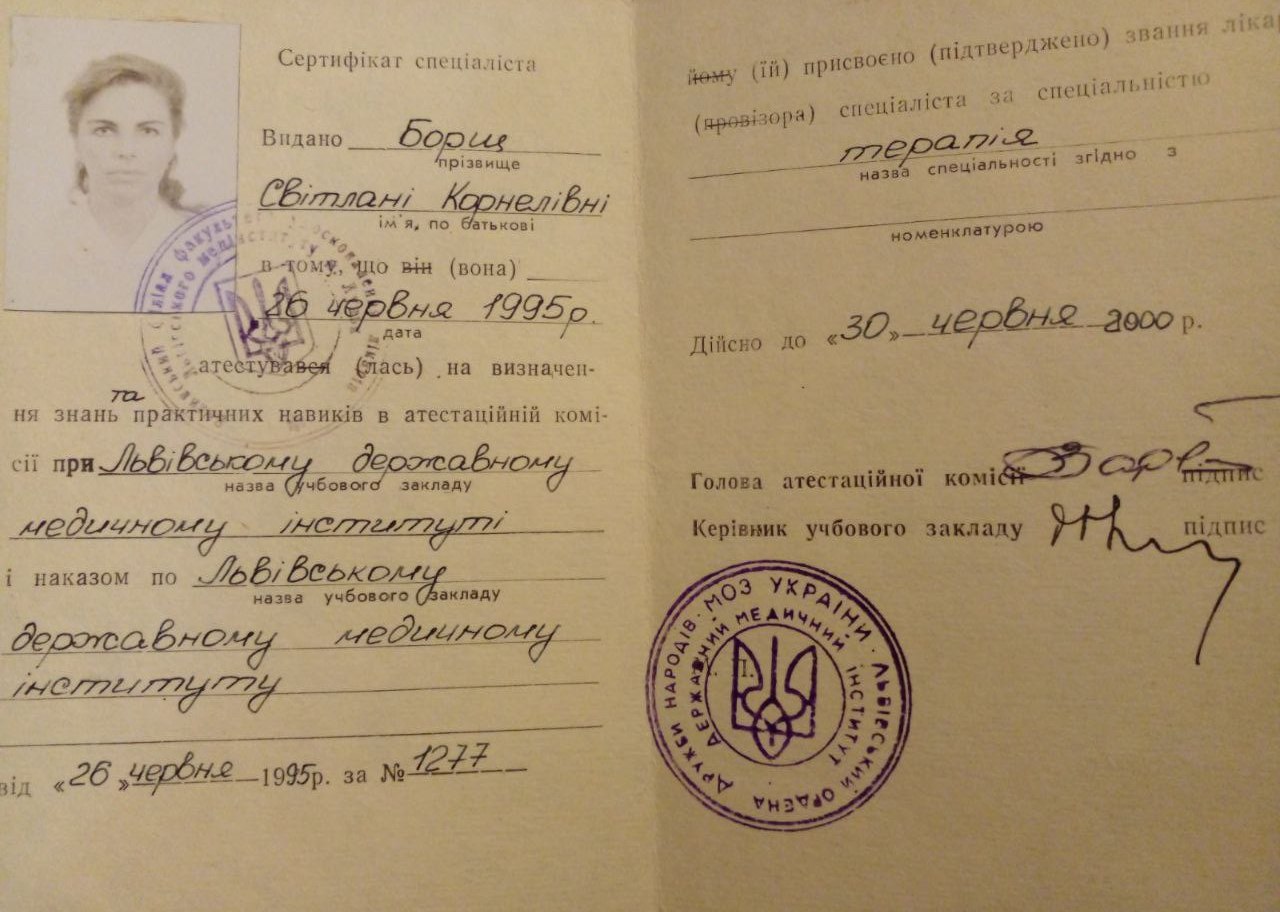 Сертифікат спеціаліста
Видано Борщ
прізвище
Світлані Корнелівні
ім'я, по батькові
в тому, що він (вона)
26 червня 1995р.
дата
атестувався (лась) на визначен-
та
ня знань практичних навиків в атестаційній комі-
сії при Львівському державному
назва учбового закладу
медичному інституті
і наказом по Львівському
назва учбового закладу
державному медичному
інституту
від «26» червня 1995р. за № 1277
йому (їй) присвоєно (підтверджено) звання лікар
(провізора) спеціаліста за спеціальністю
терапія
назва спеціальності згідно з
номенклатурою
Дійсно до «30» червня 2000 р.
Голова атестаційної комісії підпис
Керівник учбового закладу підпис
МОЗ УКРАЇНИ · ЛЬВІВСЬКИЙ ОРДЕНА ДРУЖБИ НАРОДІВ ·
ДЕРЖАВНИЙ МЕДИЧНИЙ ІНСТИТУТ